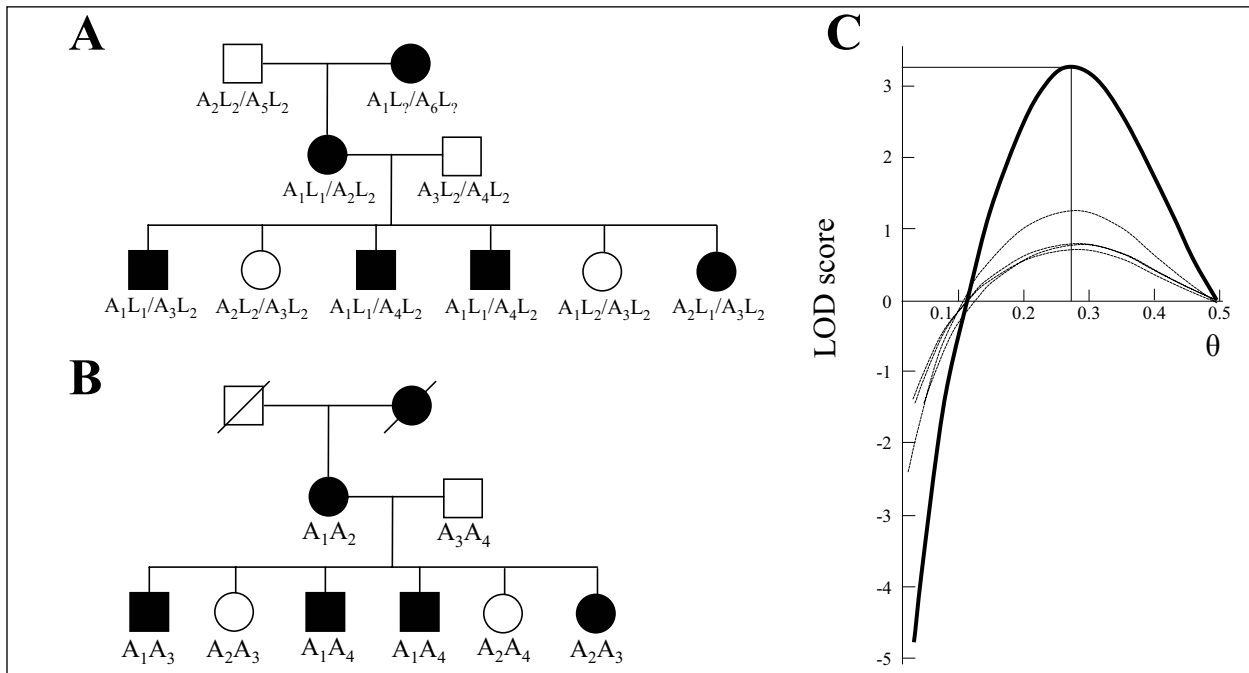 A
A₂L₂/A₅L₂ A₁L?/A₆L?
A₁L₁/A₂L₂ A₃L₂/A₄L₂
A₁L₁/A₃L₂ A₂L₂/A₃L₂ A₁L₁/A₄L₂ A₁L₁/A₄L₂ A₁L₂/A₃L₂ A₂L₁/A₃L₂
B
A₁A₂ A₃A₄
A₁A₃ A₂A₃ A₁A₄ A₁A₄ A₂A₄ A₂A₃
C
LOD score
3
2
1
0
-1
-2
-3
-4
-5
0.1 0.2 0.3 0.4 0.5
θ